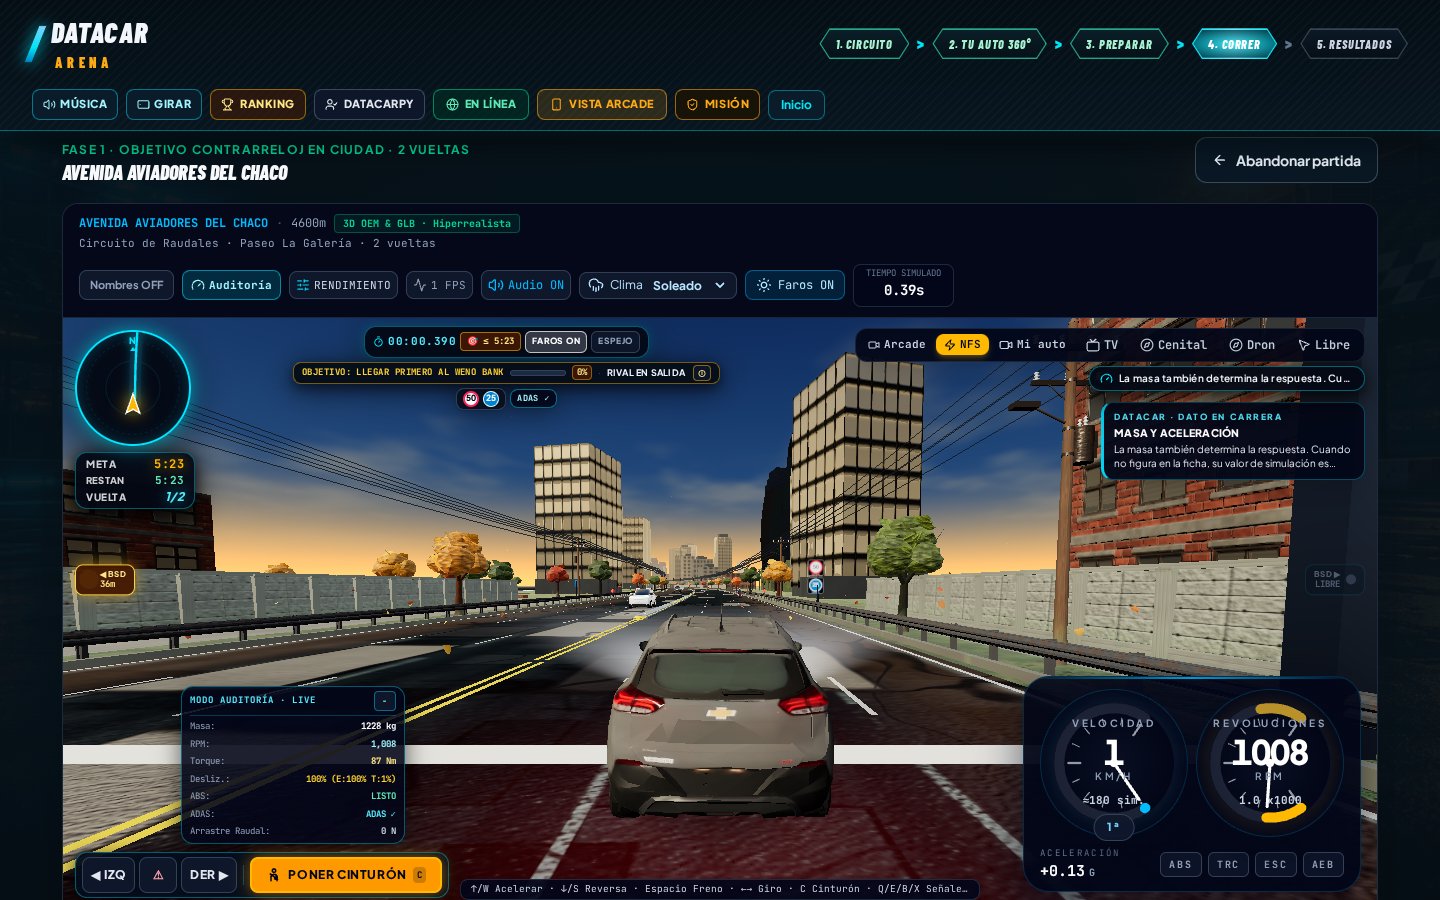 DATACAR
ARENA
1. CIRCUITO > 2. TU AUTO 360° > 3. PREPARAR > 4. CORRER > 5. RESULTADOS
MÚSICA GIRAR RANKING DATACARPY EN LÍNEA VISTA ARCADE MISIÓN Inicio
FASE 1 · OBJETIVO CONTRARRELOJ EN CIUDAD · 2 VUELTAS
AVENIDA AVIADORES DEL CHACO
← Abandonar partida
AVENIDA AVIADORES DEL CHACO · 4600m 3D OEM & GLB · Hiperrealista
Circuito de Raudales · Paseo La Galería · 2 vueltas
Nombres OFF Auditoría RENDIMIENTO 1 FPS Audio ON Clima Soleado Faros ON
TIEMPO SIMULADO
0.39s
N
00:00.390 ≤ 5:23 FAROS ON ESPEJO
OBJETIVO: LLEGAR PRIMERO AL WENO BANK 0% · RIVAL EN SALIDA
50 25 ADAS ✓
Arcade NFS Mi auto TV Cenital Dron Libre
La masa también determina la respuesta. Cu…
DATACAR · DATO EN CARRERA
MASA Y ACELERACIÓN
La masa también determina la respuesta. Cuando
no figura en la ficha, su valor de simulación es…
META 5:23
RESTAN 5:23
VUELTA 1/2
◀ BSD
36m
BSD ▶
LIBRE
MODO AUDITORÍA · LIVE -
Masa: 1228 kg
RPM: 1,008
Torque: 87 Nm
Desliz.: 100% (E:100% T:1%)
ABS: LISTO
ADAS: ADAS ✓
Arrastre Raudal: 0 N
VELOCIDAD
1
KM/H
≈180 sim.
1ª
REVOLUCIONES
1008
RPM
1.0 x1000
ACELERACIÓN
+0.13 G
ABS TRC ESC AEB
◀ IZQ ⚠ DER ▶ PONER CINTURÓN C
↑/W Acelerar · ↓/S Reversa · Espacio Freno · ←→ Giro · C Cinturón · Q/E/B/X Señale…